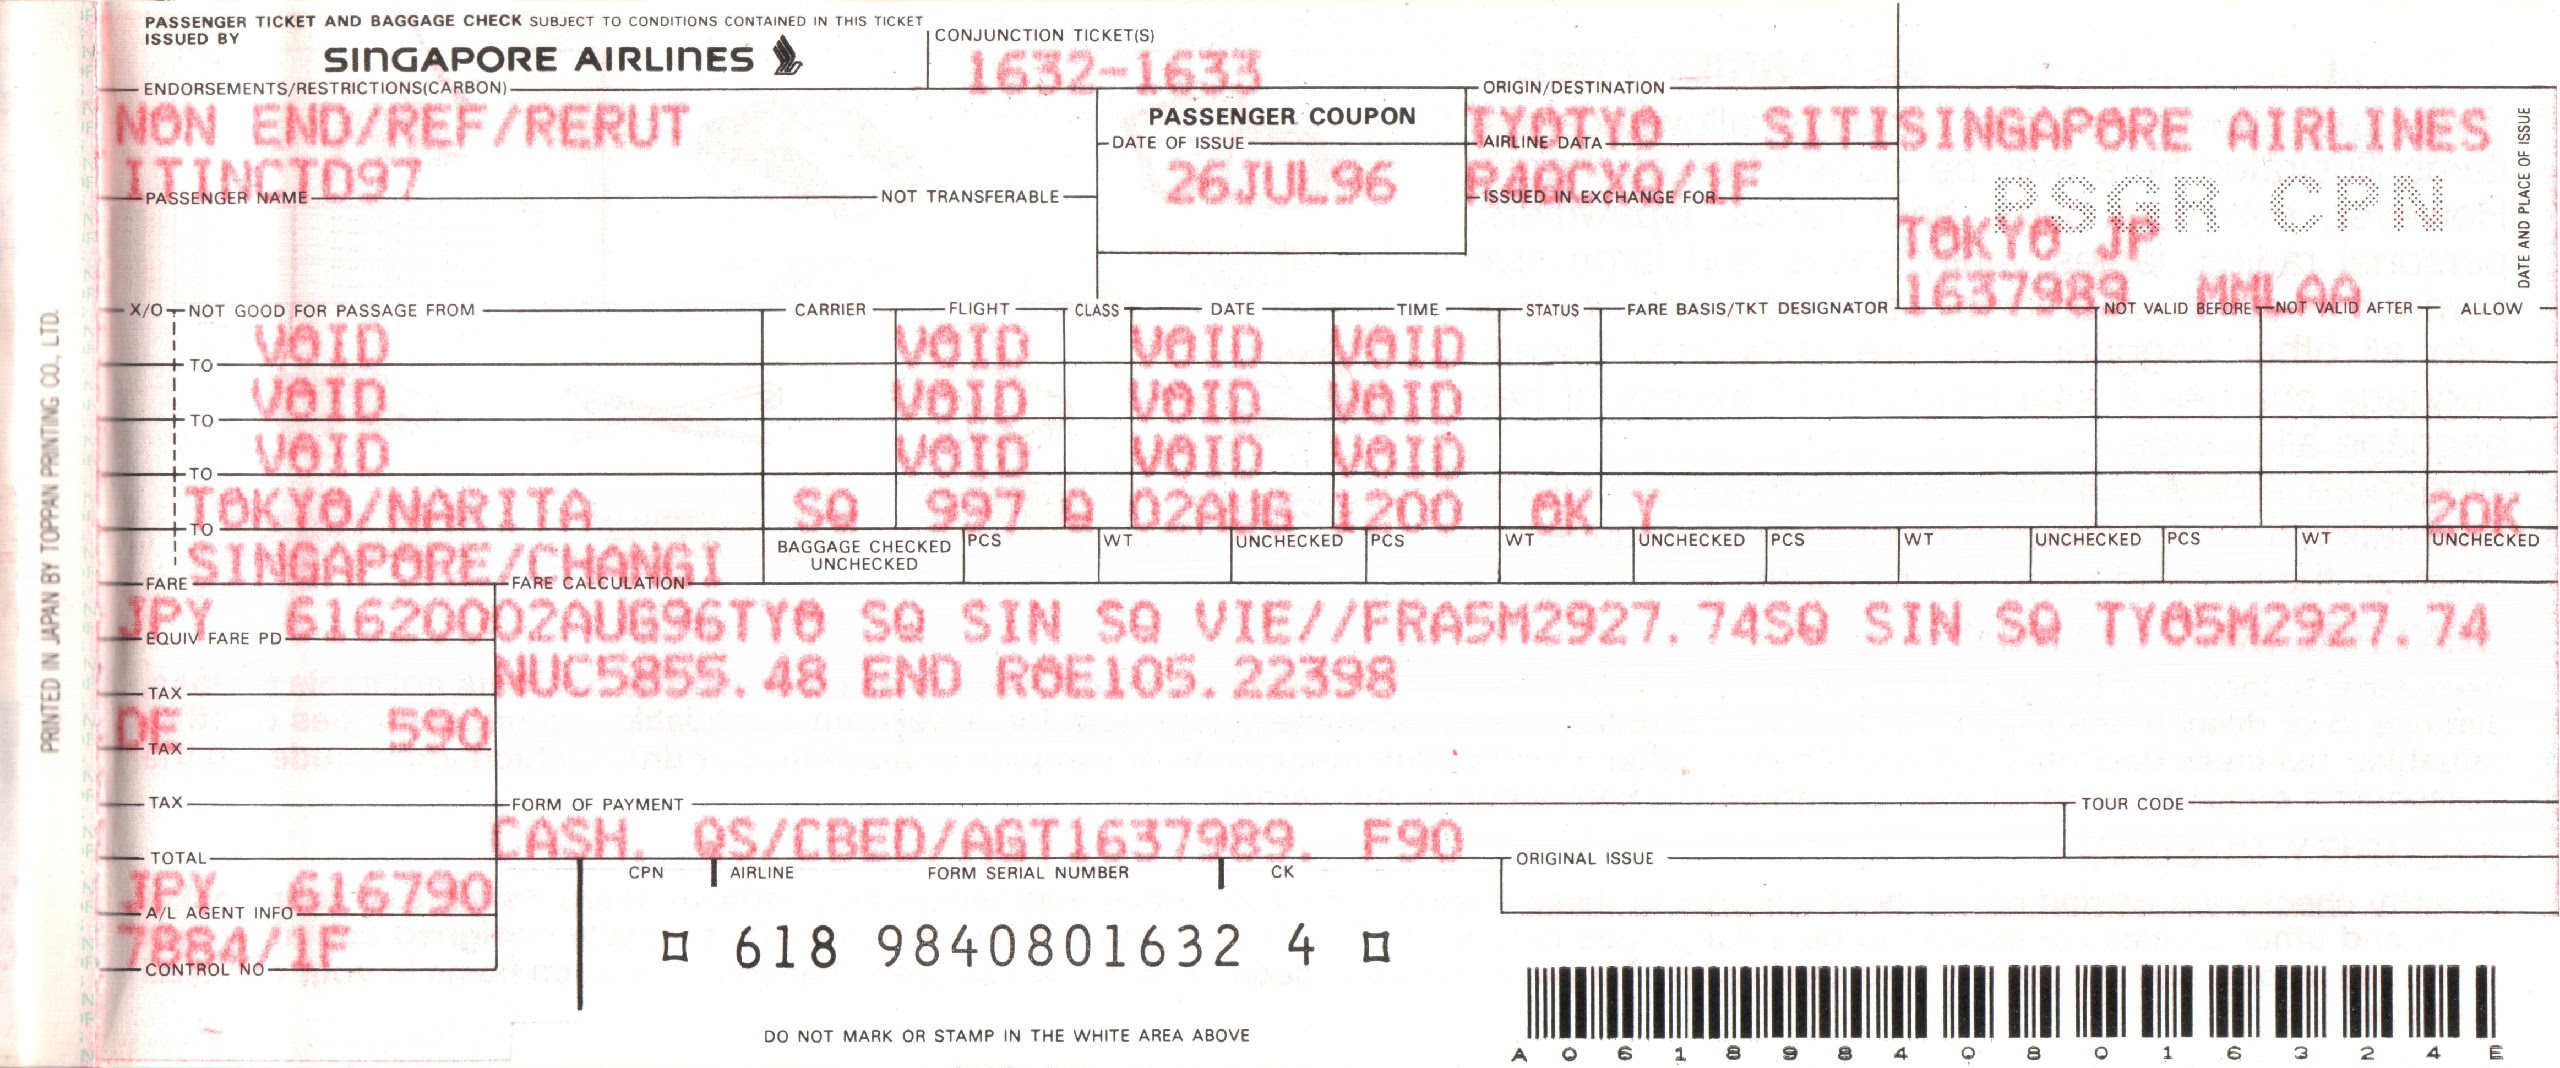 PASSENGER TICKET AND BAGGAGE CHECK SUBJECT TO CONDITIONS CONTAINED IN THIS TICKET
ISSUED BY
SINGAPORE AIRLINES
CONJUNCTION TICKET(S)
1632-1633
ENDORSEMENTS/RESTRICTIONS(CARBON)
ORIGIN/DESTINATION
NON END/REF/RERUT
PASSENGER COUPON
TYOTYO SITI
SINGAPORE AIRLINES
DATE OF ISSUE
AIRLINE DATA
DATE AND PLACE OF ISSUE
ITINCTD97
26JUL96
PSGR CPN
PASSENGER NAME
NOT TRANSFERABLE
ISSUED IN EXCHANGE FOR
TOKYO JP
1637989 MMLAA
X/O NOT GOOD FOR PASSAGE FROM CARRIER FLIGHT CLASS DATE TIME STATUS FARE BASIS/TKT DESIGNATOR NOT VALID BEFORE NOT VALID AFTER ALLOW
VOID VOID VOID VOID
TO
VOID VOID VOID VOID
TO
VOID VOID VOID VOID
TO
TOKYO/NARITA SQ 997 Q 02AUG 1200 OK Y 20K
TO
SINGAPORE/CHANGI
BAGGAGE CHECKED UNCHECKED PCS WT UNCHECKED PCS WT UNCHECKED PCS WT UNCHECKED PCS WT UNCHECKED
FARE
FARE CALCULATION
JPY 616200
02AUG96TYO SQ SIN SQ VIE//FRA5M2927.74SQ SIN SQ TYO5M2927.74
EQUIV FARE PD
NUC5855.48 END ROE105.22398
TAX
DE 590
TAX
TAX
FORM OF PAYMENT
TOUR CODE
CASH. QS/CBED/AGT1637989. F90
TOTAL
ORIGINAL ISSUE
CPN AIRLINE FORM SERIAL NUMBER CK
JPY 616790
A/L AGENT INFO
7BB4/1F
618 9840801632 4
CONTROL NO
DO NOT MARK OR STAMP IN THE WHITE AREA ABOVE
A 0 6 1 8 9 8 4 0 8 0 1 6 3 2 4 E
PRINTED IN JAPAN BY TOPPAN PRINTING CO., LTD.